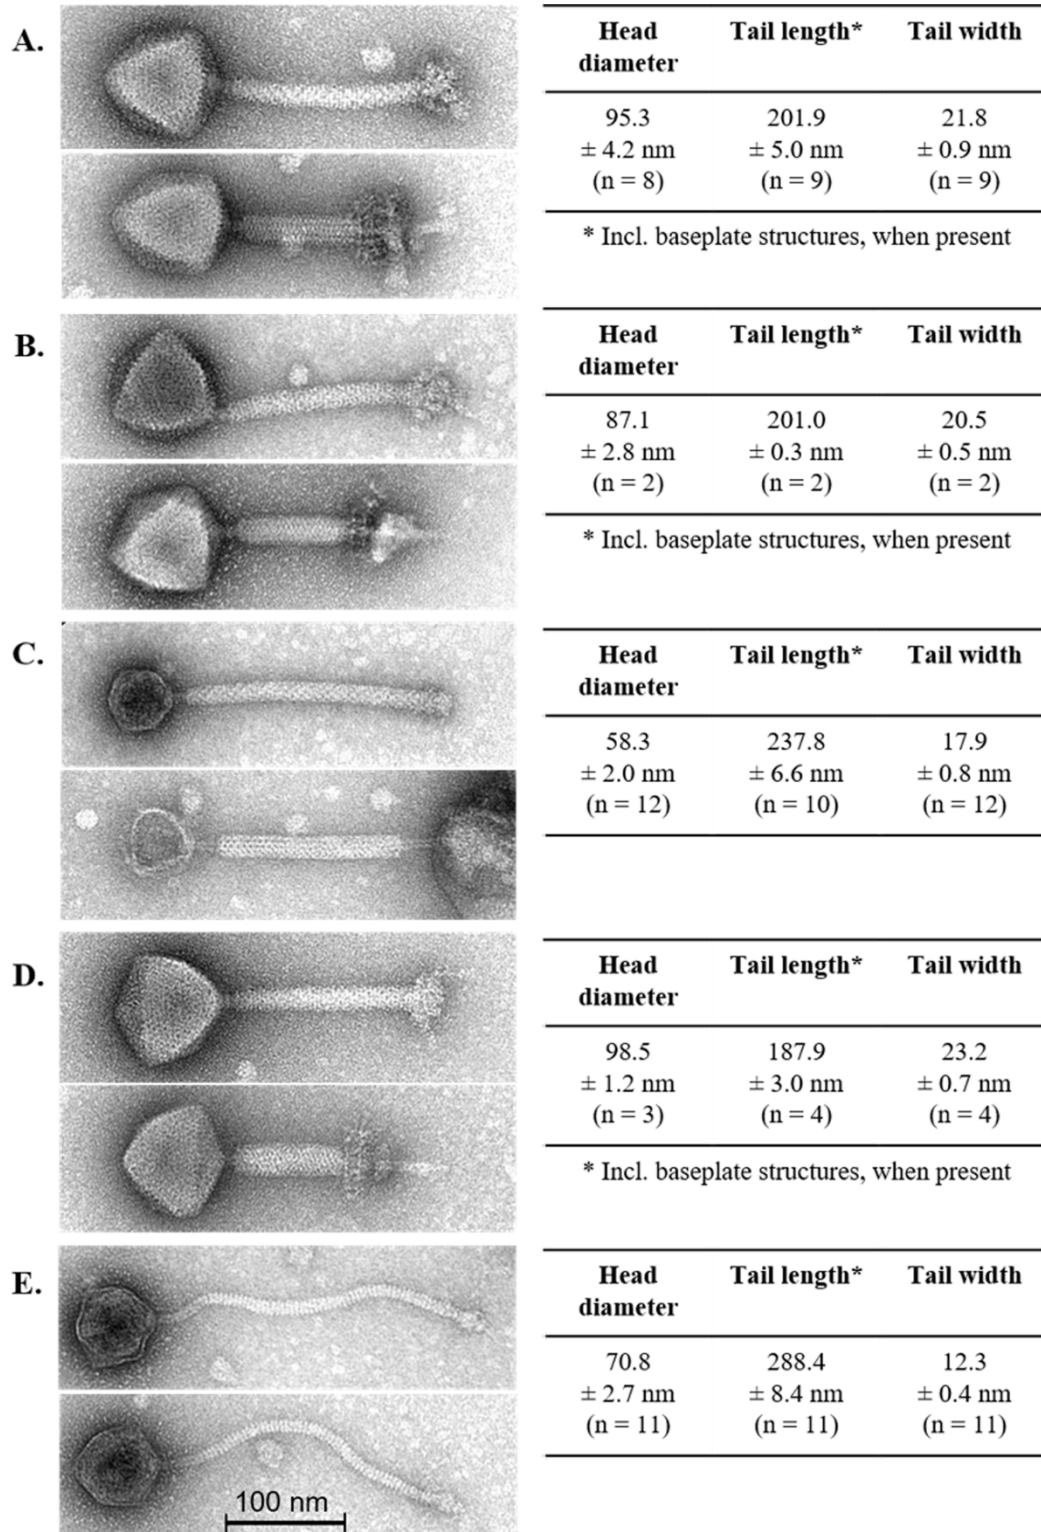 A.
Head diameter Tail length* Tail width
95.3 ± 4.2 nm (n = 8) 201.9 ± 5.0 nm (n = 9) 21.8 ± 0.9 nm (n = 9)
* Incl. baseplate structures, when present
B.
Head diameter Tail length* Tail width
87.1 ± 2.8 nm (n = 2) 201.0 ± 0.3 nm (n = 2) 20.5 ± 0.5 nm (n = 2)
* Incl. baseplate structures, when present
C.
Head diameter Tail length* Tail width
58.3 ± 2.0 nm (n = 12) 237.8 ± 6.6 nm (n = 10) 17.9 ± 0.8 nm (n = 12)
D.
Head diameter Tail length* Tail width
98.5 ± 1.2 nm (n = 3) 187.9 ± 3.0 nm (n = 4) 23.2 ± 0.7 nm (n = 4)
* Incl. baseplate structures, when present
E.
Head diameter Tail length* Tail width
70.8 ± 2.7 nm (n = 11) 288.4 ± 8.4 nm (n = 11) 12.3 ± 0.4 nm (n = 11)
100 nm